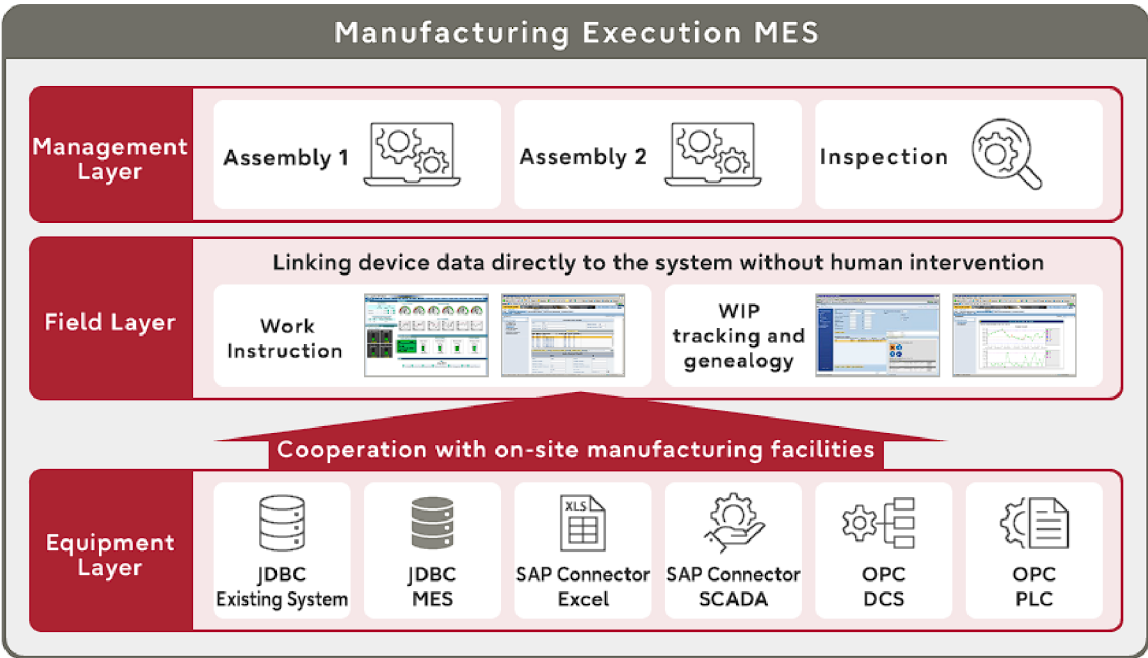 Manufacturing Execution MES
Management
Layer
Assembly 1
Assembly 2
Inspection
Field Layer
Linking device data directly to the system without human intervention
Work
Instruction
WIP
tracking and
genealogy
Cooperation with on-site manufacturing facilities
Equipment
Layer
JDBC
Existing System
JDBC
MES
XLS
SAP Connector
Excel
SAP Connector
SCADA
OPC
DCS
OPC
PLC